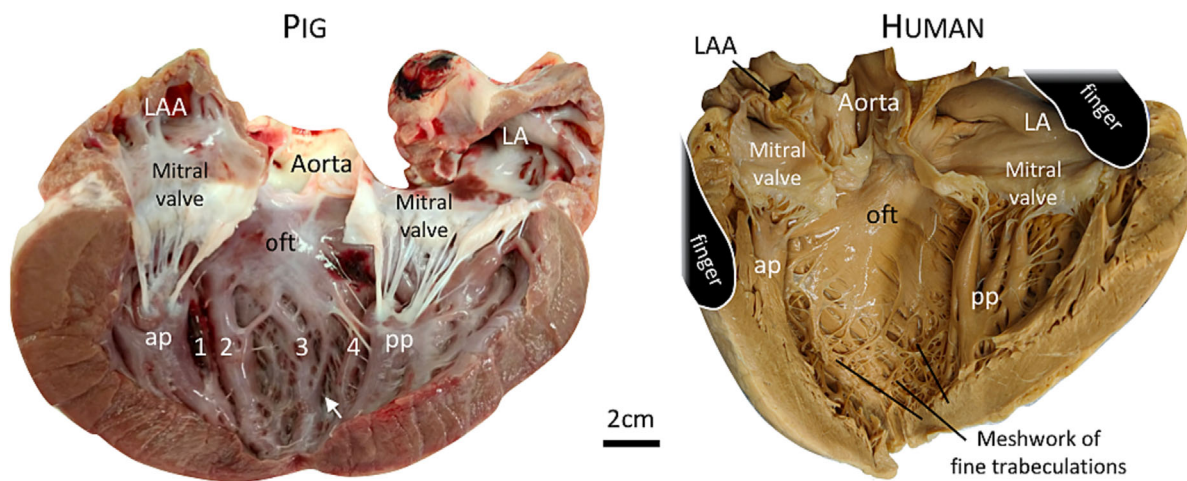 PIG
LAA
Mitral
valve
Aorta
LA
Mitral
valve
oft
ap
1
2
3
4
pp
2cm
HUMAN
LAA
Aorta
LA
finger
Mitral
valve
Mitral
valve
oft
finger
ap
pp
Meshwork of
fine trabeculations